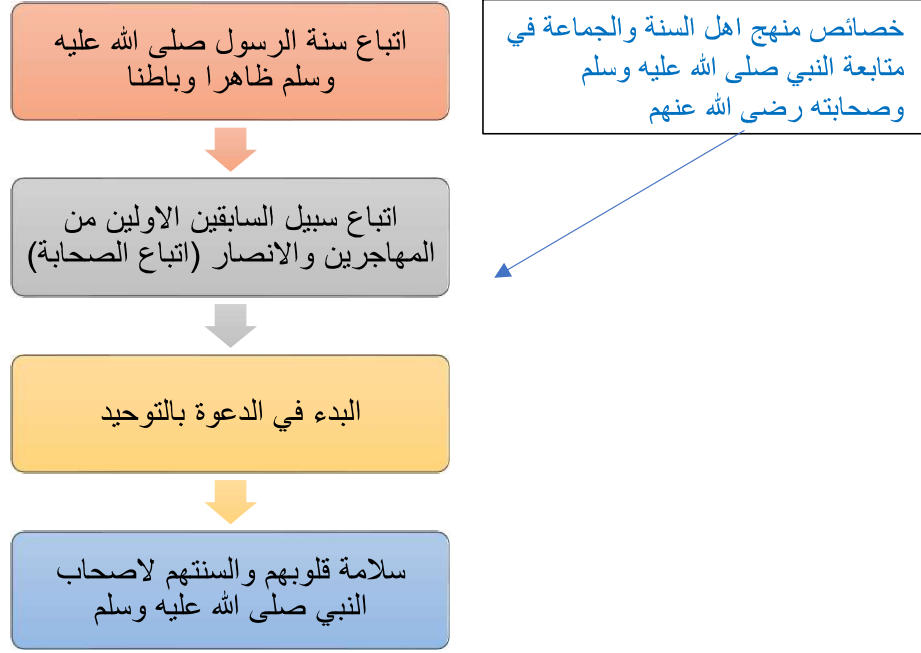 خصائص منهج اهل السنة والجماعة في
متابعة النبي صلى الله عليه وسلم
وصحابته رضى الله عنهم
اتباع سنة الرسول صلى الله عليه
وسلم ظاهرا وباطنا
اتباع سبيل السابقين الاولين من
المهاجرين والانصار (اتباع الصحابة)
البدء في الدعوة بالتوحيد
سلامة قلوبهم والسنتهم لاصحاب
النبي صلى الله عليه وسلم